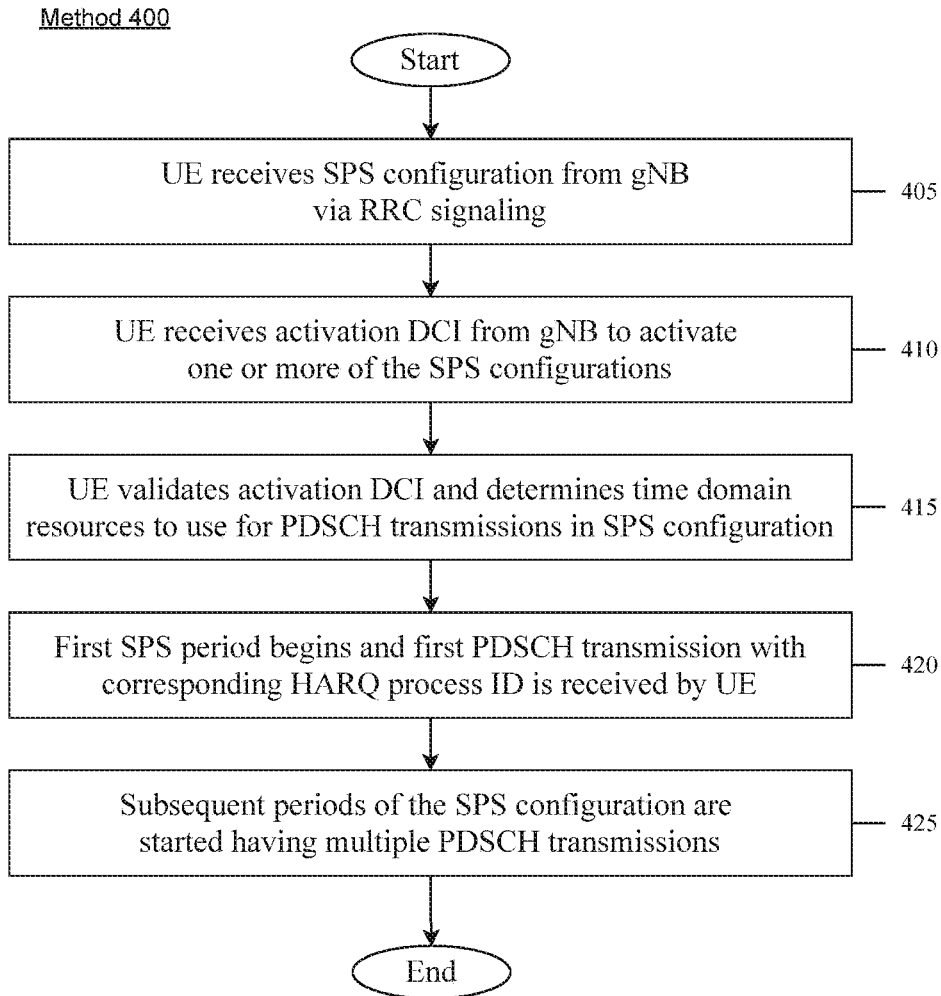 Method 400
Start
UE receives SPS configuration from gNB
via RRC signaling
405
UE receives activation DCI from gNB to activate
one or more of the SPS configurations
410
UE validates activation DCI and determines time domain
resources to use for PDSCH transmissions in SPS configuration
415
First SPS period begins and first PDSCH transmission with
corresponding HARQ process ID is received by UE
420
Subsequent periods of the SPS configuration are
started having multiple PDSCH transmissions
425
End